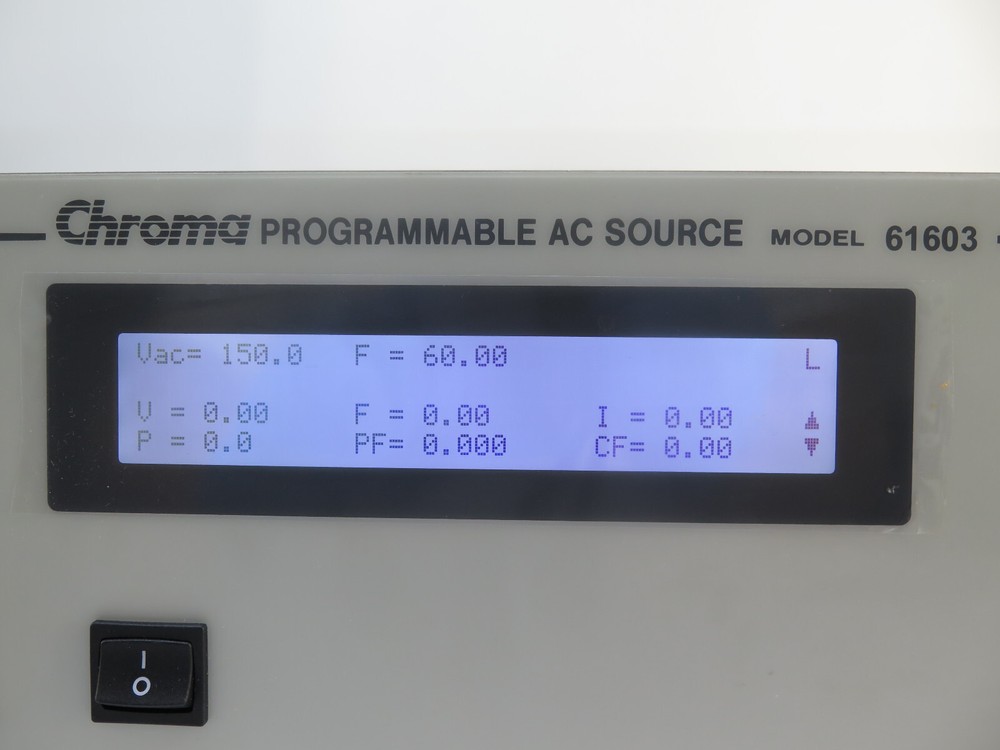 Chroma PROGRAMMABLE AC SOURCE MODEL 61603
Vac= 150.0 F = 60.00 L
V = 0.00 F = 0.00 I = 0.00
P = 0.0 PF= 0.000 CF= 0.00
I
O